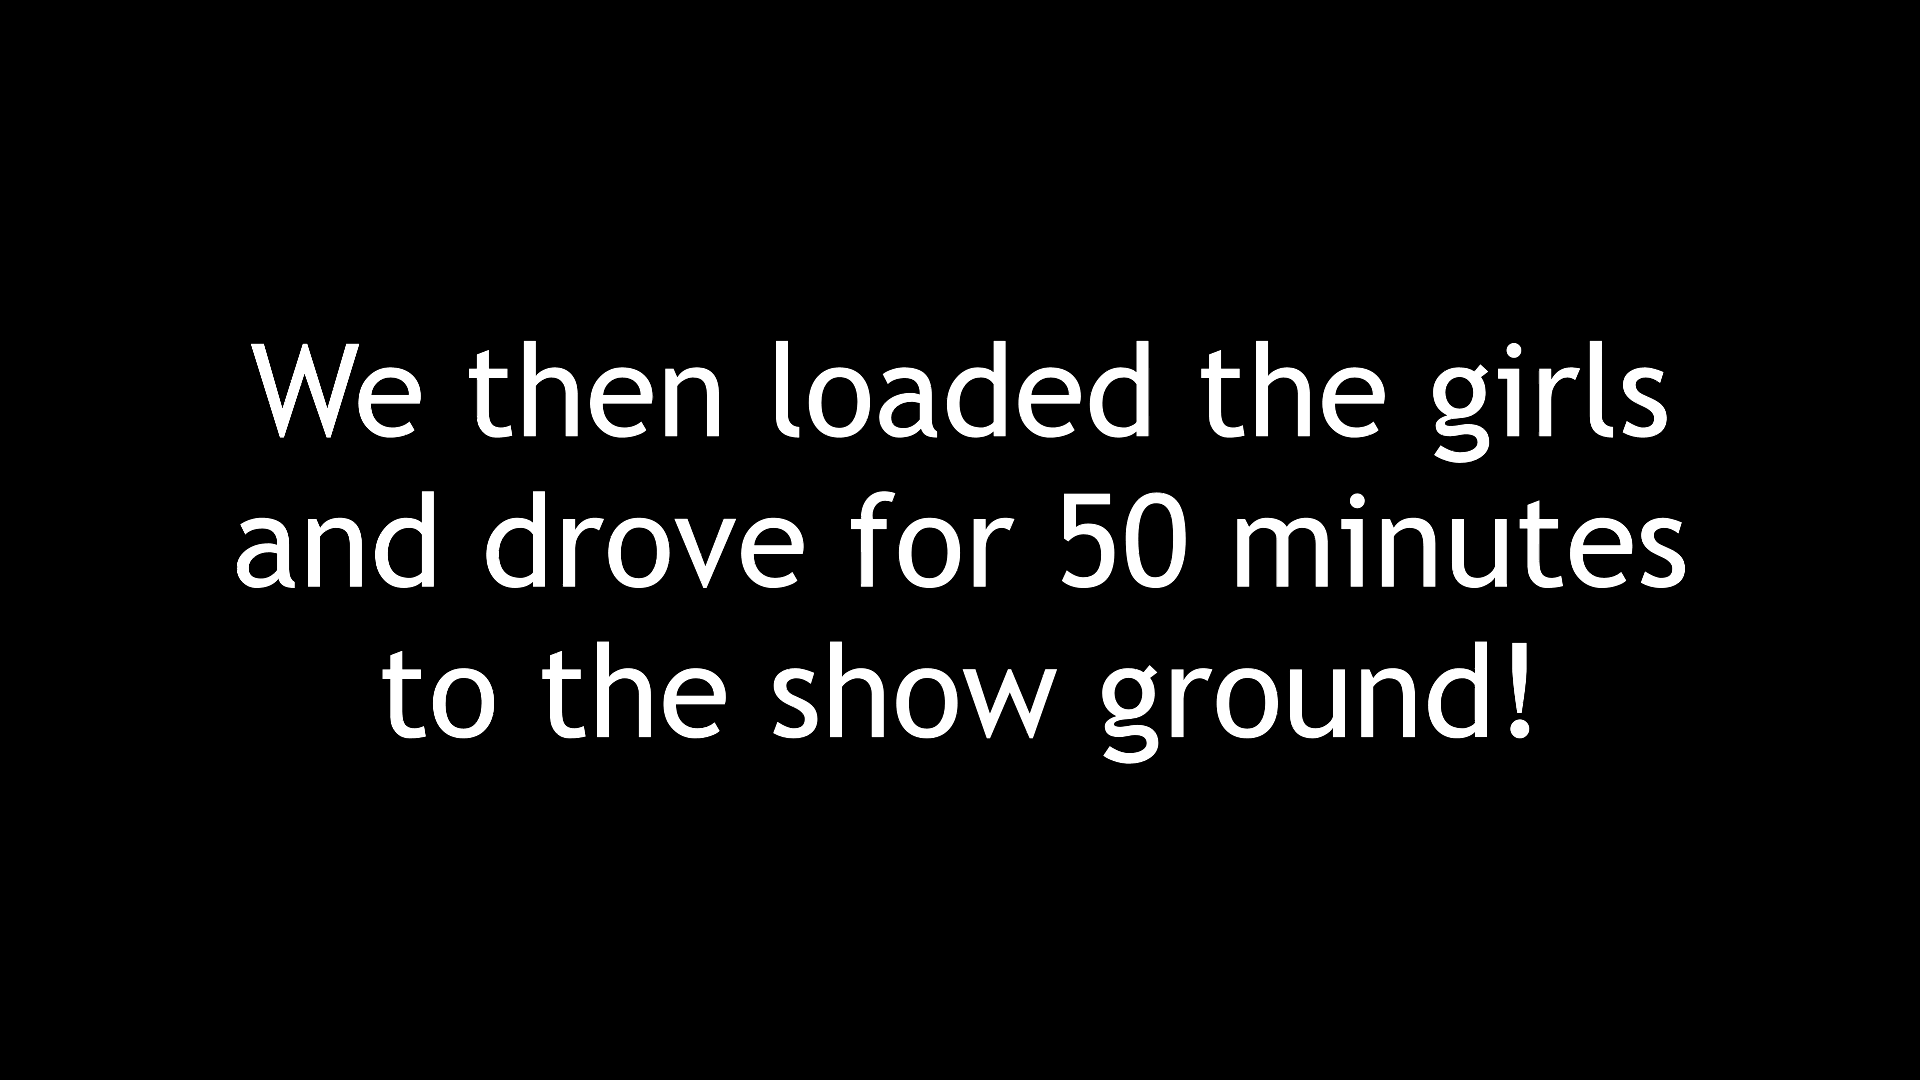 We then loaded the girls
and drove for 50 minutes
to the show ground!